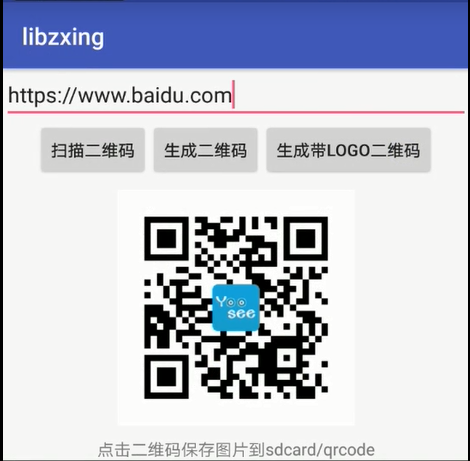 libzxing
https://www.baidu.com
扫描二维码 生成二维码 生成带LOGO二维码
Yoo
see
点击二维码保存图片到sdcard/qrcode